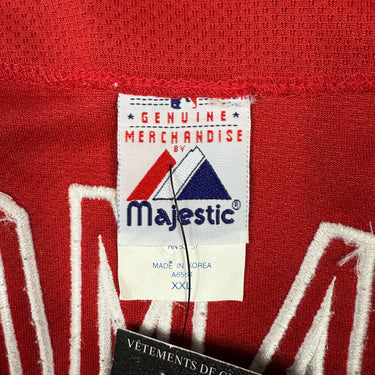 ★ GENUINE ★
MERCHANDISE
BY
Majestic®
MADE IN KOREA
XXL
VÊTEMENTS DE